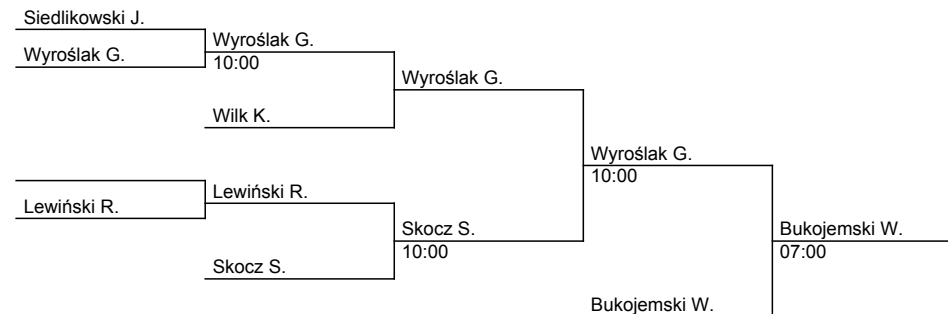 Siedlikowski J.
Wyroślak G.
Wyroślak G.
10:00
Wilk K.
Wyroślak G.
Lewiński R.
Lewiński R.
Skocz S.
Skocz S.
10:00
Wyroślak G.
10:00
Bukojemski W.
Bukojemski W.
07:00